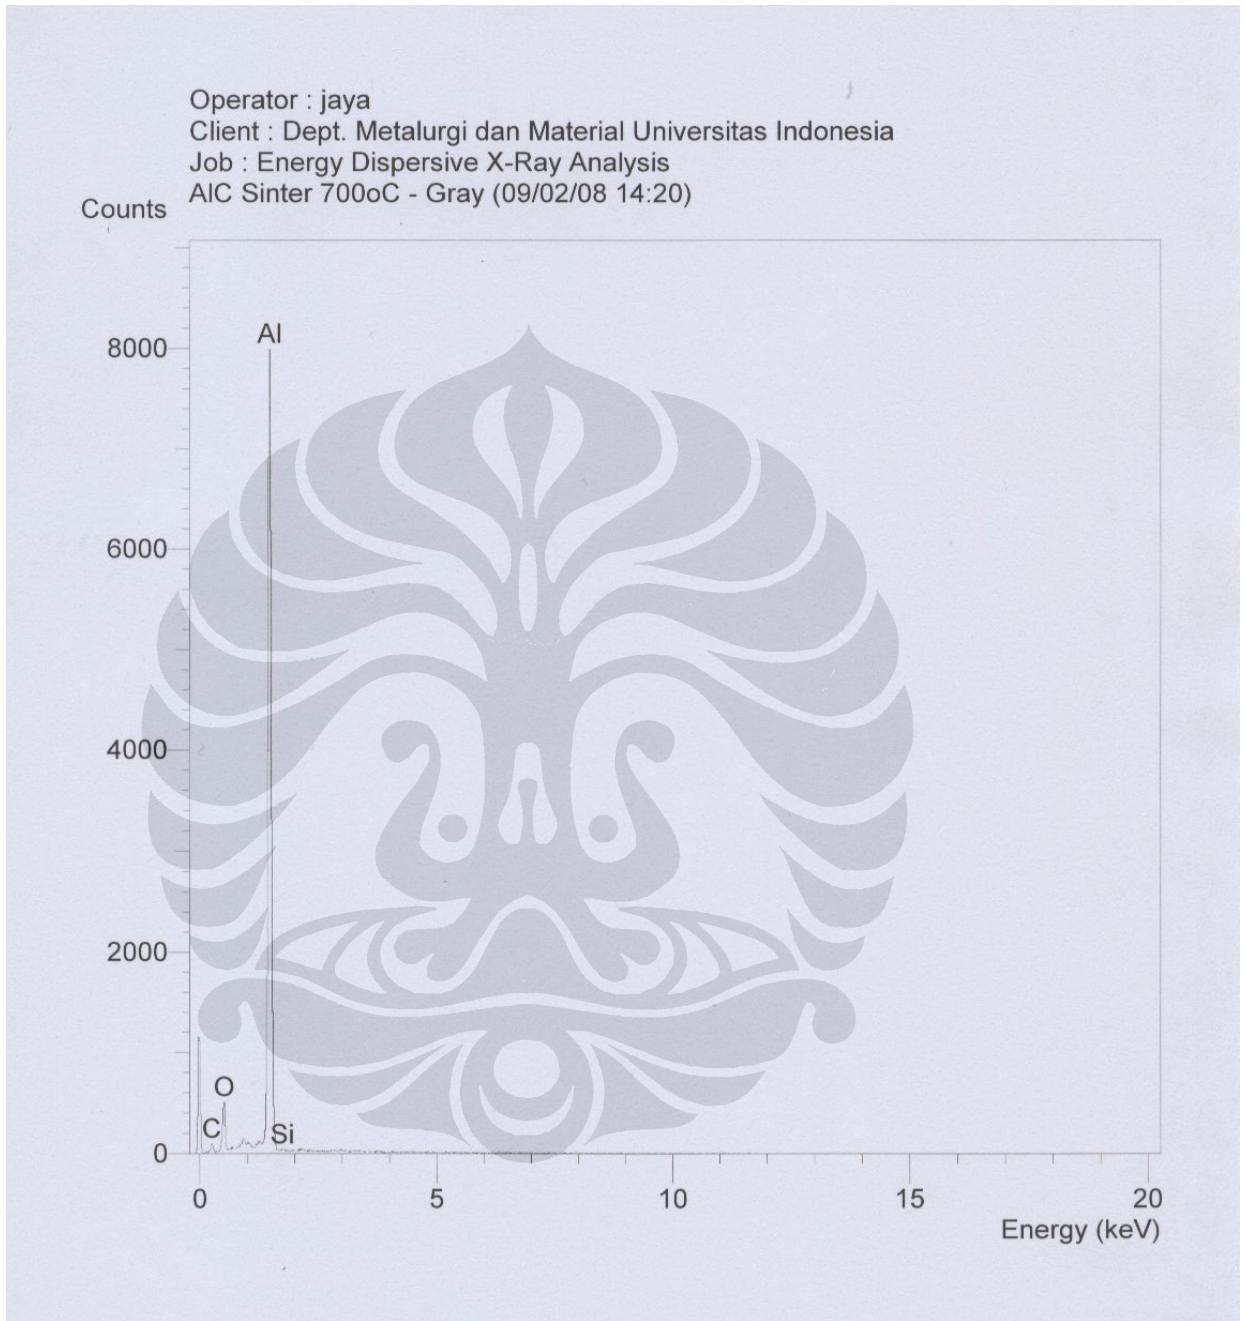 Operator : jaya
Client : Dept. Metalurgi dan Material Universitas Indonesia
Job : Energy Dispersive X-Ray Analysis
AlC Sinter 700oC - Gray (09/02/08 14:20)
Counts
Al
8000
6000
4000
2000
O
C
Si
0
0 5 10 15 20
Energy (keV)